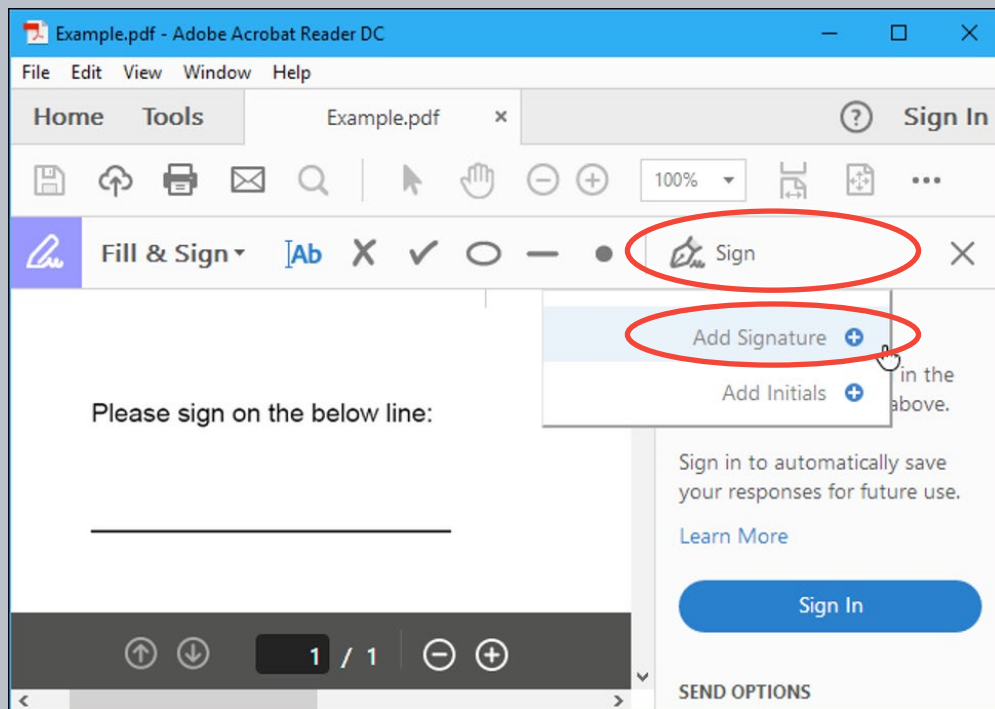 Example.pdf - Adobe Acrobat Reader DC
File Edit View Window Help
Home Tools Example.pdf × ? Sign In
100%
Fill & Sign Ab Sign
Add Signature
Add Initials
in the
above.
Please sign on the below line:
Sign in to automatically save
your responses for future use.
Learn More
Sign In
1 / 1
SEND OPTIONS